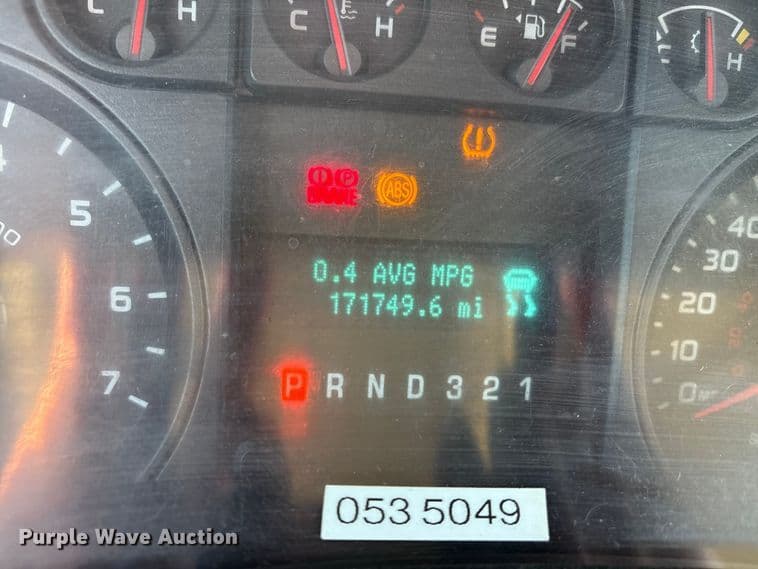 C H
C H
E F
H
ABS
BRAKE
4
5
6
7
40
30
20
10
0
0.4 AVG MPG
171749.6 mi
P R N D 3 2 1
053 5049
Purple Wave Auction